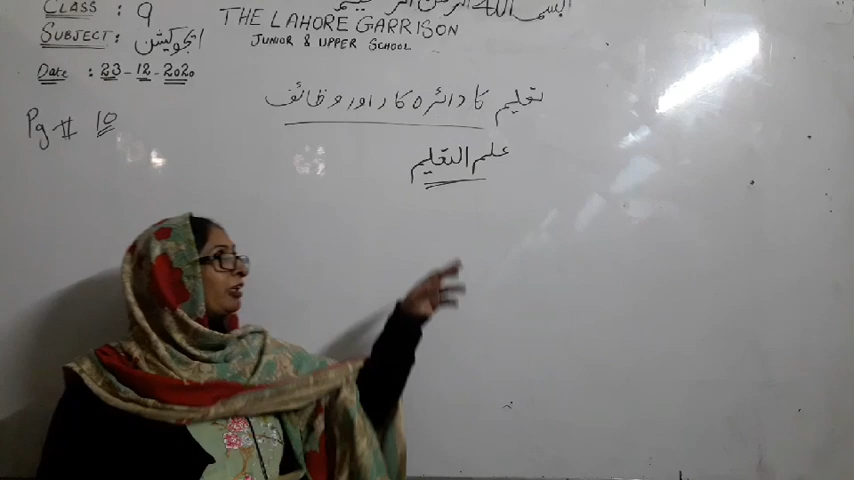 بسم اللہ الرحمن الرحیم
CLASS : 9
THE LAHORE GARRISON
SUBJECT: ایجوکیشن
JUNIOR & UPPER SCHOOL
Date : 23-12-2020
تعلیم کا دائرہ کار اور وظائف
Pg # 10
علم التعلیم